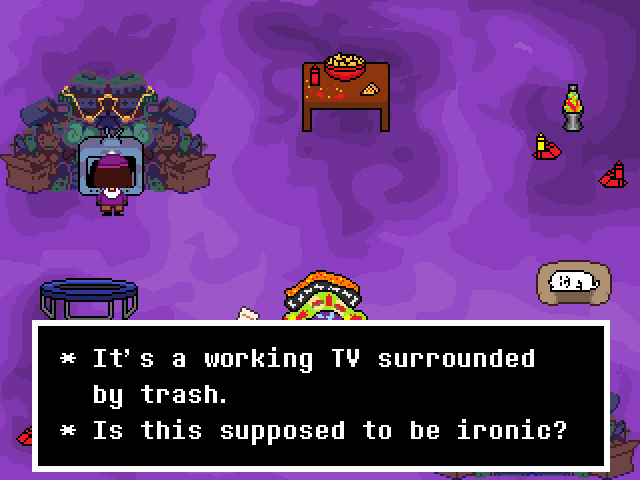 * It's a working TV surrounded
by trash.
* Is this supposed to be ironic?